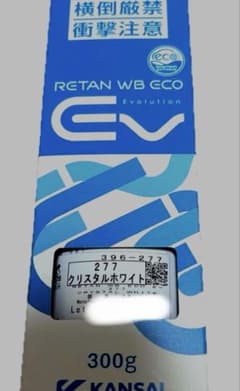 横倒厳禁
衝撃注意
eco
RETAN WB ECO
Evolution
EV
396-277
277
クリスタルホワイト
300g
KANSAI